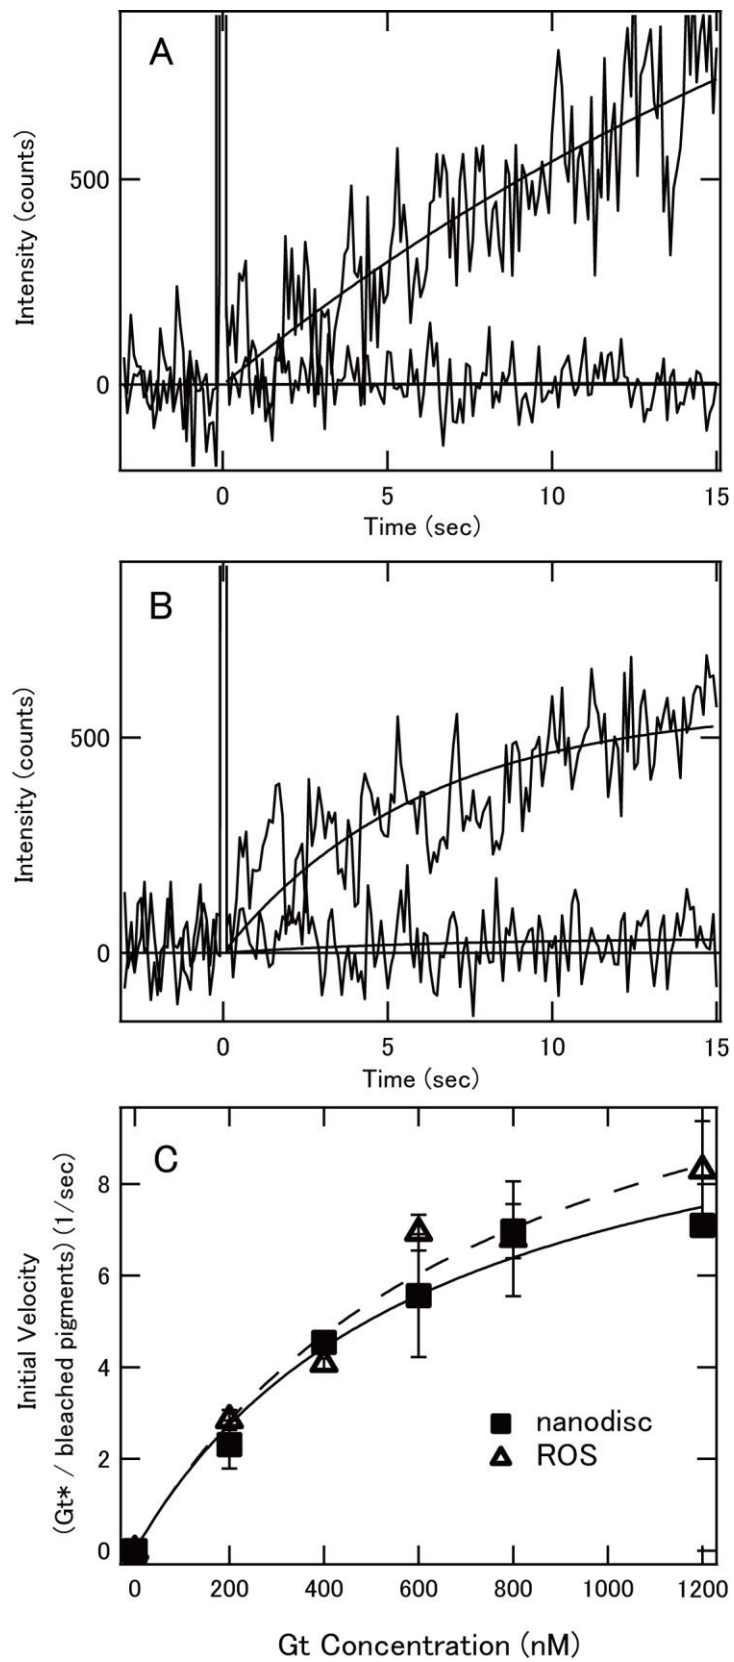 A
Intensity (counts)
500
0
0 5 10 15
Time (sec)
B
Intensity (counts)
500
0
0 5 10 15
Time (sec)
C
Initial Velocity
(Gt* / bleached pigments) (1/sec)
8
6
4
2
0
nanodisc
ROS
0 200 400 600 800 1000 1200
Gt Concentration (nM)